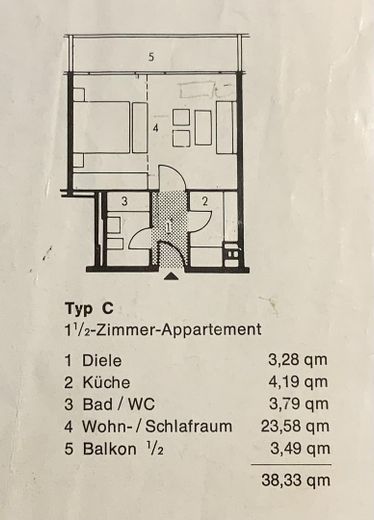 5
4
3
1
2
Typ C
1 1/2-Zimmer-Appartement
1 Diele 3,28 qm
2 Küche 4,19 qm
3 Bad / WC 3,79 qm
4 Wohn- / Schlafraum 23,58 qm
5 Balkon 1/2 3,49 qm
38,33 qm